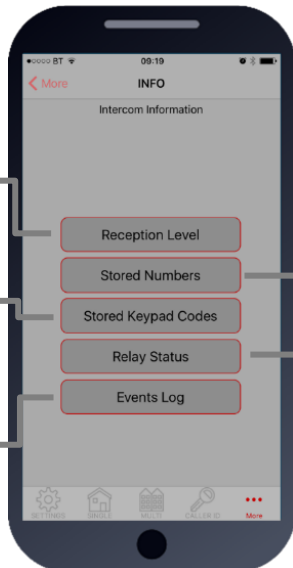 ●○○○○ BT 09:19
< More INFO
Intercom Information
Reception Level
Stored Numbers
Stored Keypad Codes
Relay Status
Events Log
SETTINGS SINGLE MULTI CALLER ID More